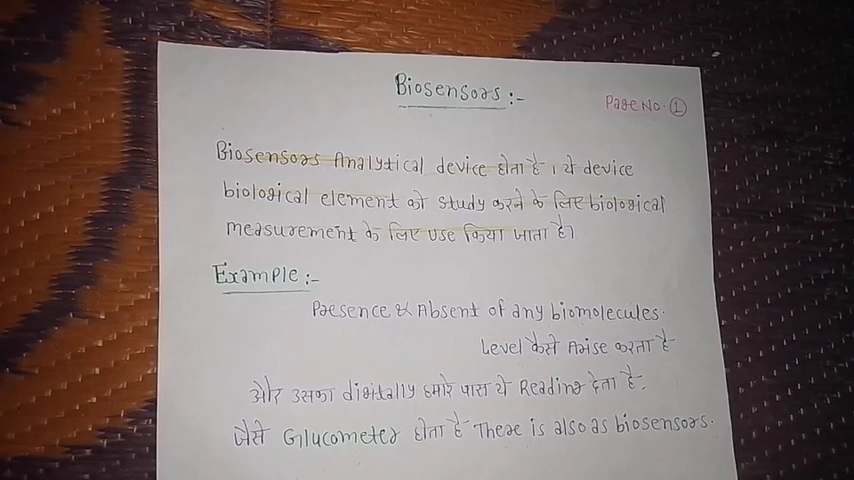 Biosensors :-
Page No. 1
Biosensors Analytical device होता है। ये device
biological element को study करने के लिए biological
measurement के लिए use किया जाता है।
Example :-
Presence & Absent of any biomolecules.
Level कैसे Arise करता है
और उसका digitally हमारे पास ये Reading देता है,
जैसे Glucometer होता है There is also as biosensors.